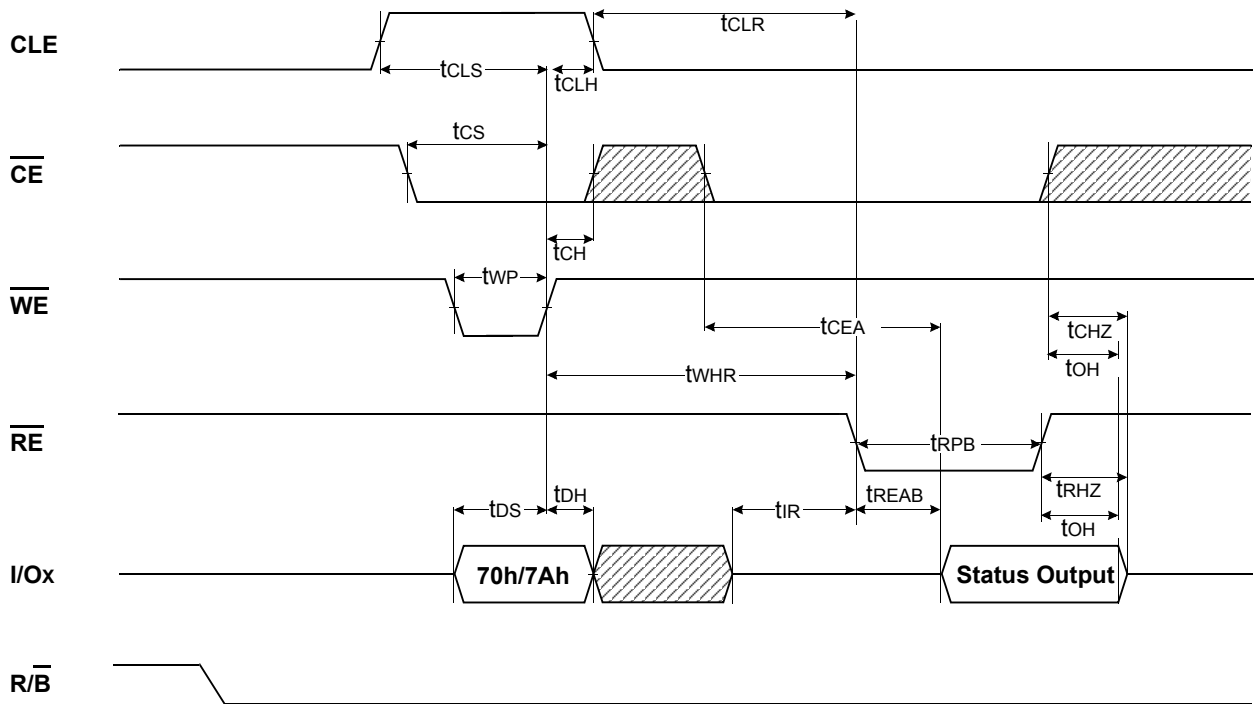 CLE
tCLR
tCLS
tCLH
tCS
CE
tCH
tWP
WE
tCEA
tCHZ
tOH
tWHR
RE
tRPB
tDH
tREAB
tRHZ
tDS
tIR
tOH
I/Ox
70h/7Ah
Status Output
R/B